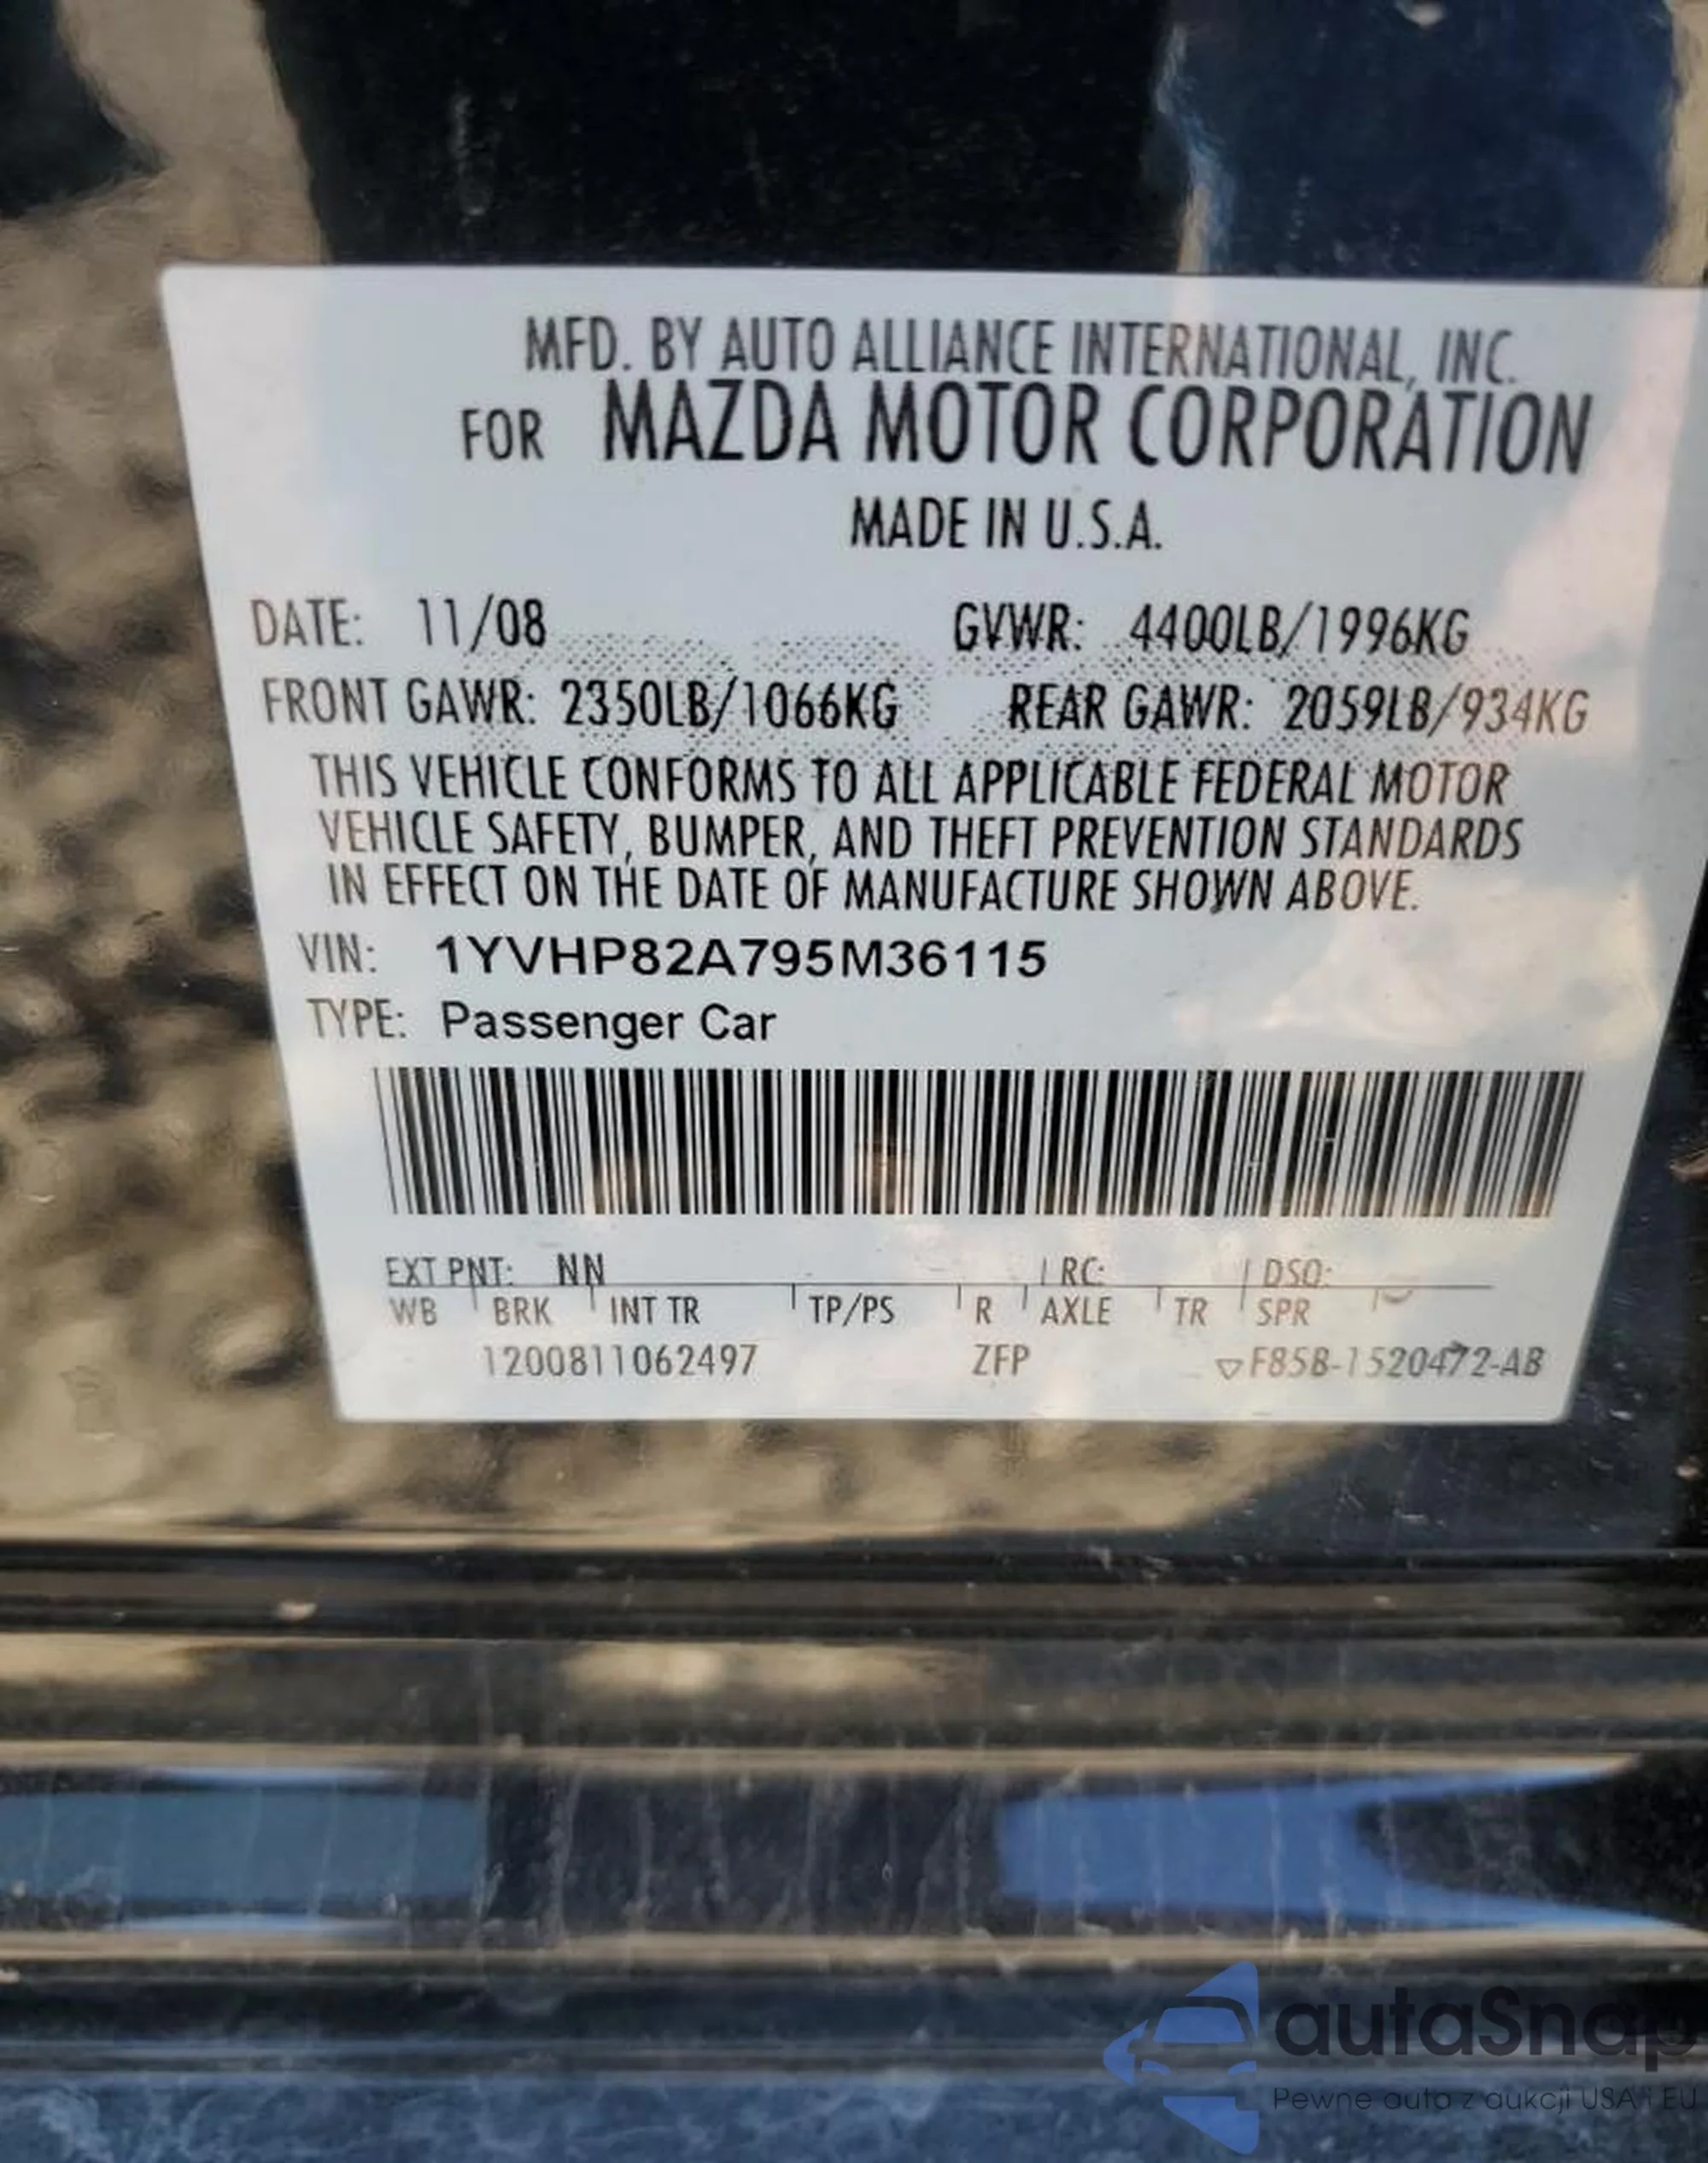 MFD. BY AUTO ALLIANCE INTERNATIONAL, INC.
FOR MAZDA MOTOR CORPORATION
MADE IN U.S.A.
DATE: 11/08 GVWR: 4400LB/1996KG
FRONT GAWR: 2350LB/1066KG REAR GAWR: 2059LB/934KG
THIS VEHICLE CONFORMS TO ALL APPLICABLE FEDERAL MOTOR
VEHICLE SAFETY, BUMPER, AND THEFT PREVENTION STANDARDS
IN EFFECT ON THE DATE OF MANUFACTURE SHOWN ABOVE.
VIN: 1YVHP82A795M36115
TYPE: Passenger Car
EXT PNT: NN RC: DSO:
WB BRK INT TR TP/PS R AXLE TR SPR
1200811062497 ZFP F85B-1520472-AB
autaSnap
Pewne auto z aukcji USA i EU